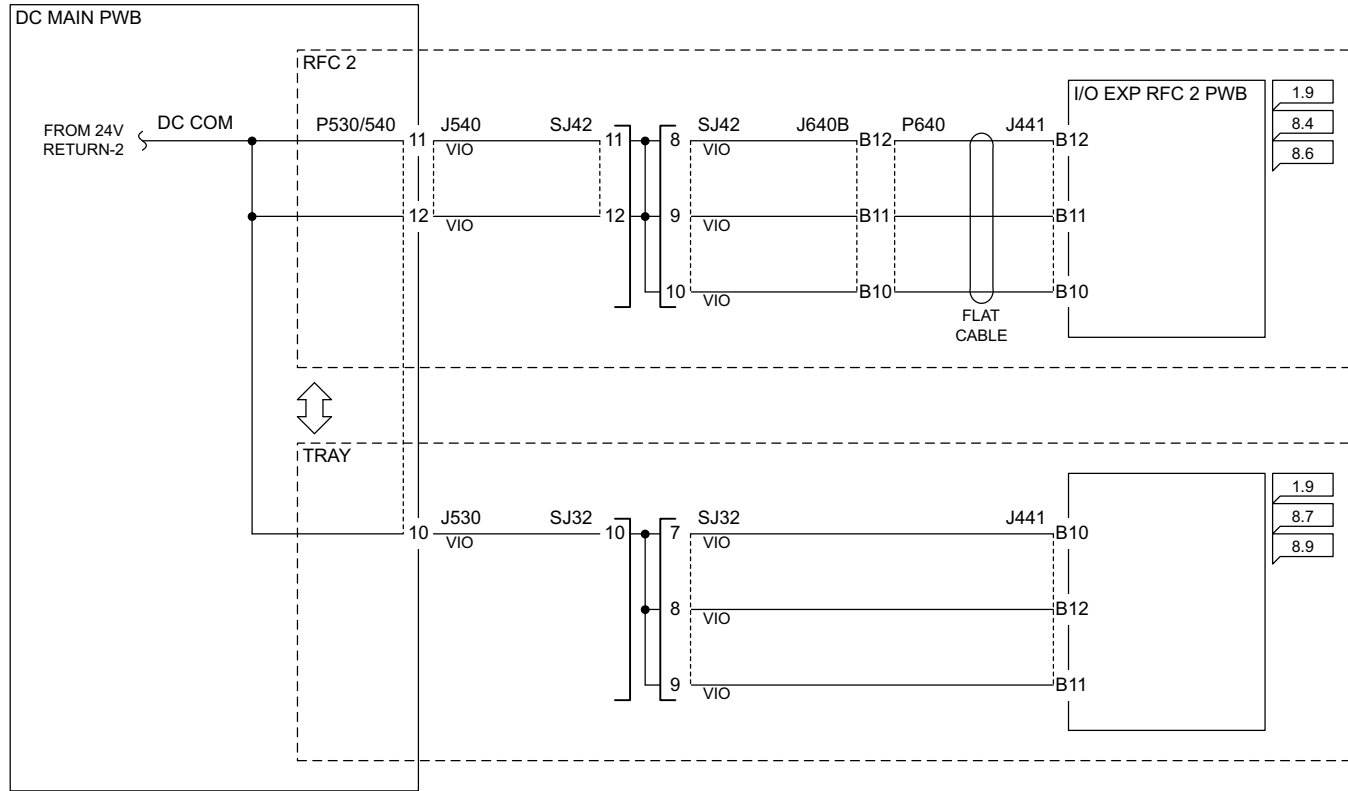 DC MAIN PWB
RFC 2
I/O EXP RFC 2 PWB
1.9
8.4
8.6
FROM 24V
RETURN-2
DC COM
P530/540
11
J540
VIO
SJ42
11
8
SJ42
VIO
J640B
B12
P640
J441
B12
12
VIO
12
9
VIO
B11
B11
10
VIO
B10
B10
FLAT
CABLE
TRAY
1.9
8.7
8.9
10
J530
VIO
SJ32
10
7
SJ32
VIO
J441
B10
8
VIO
B12
9
VIO
B11